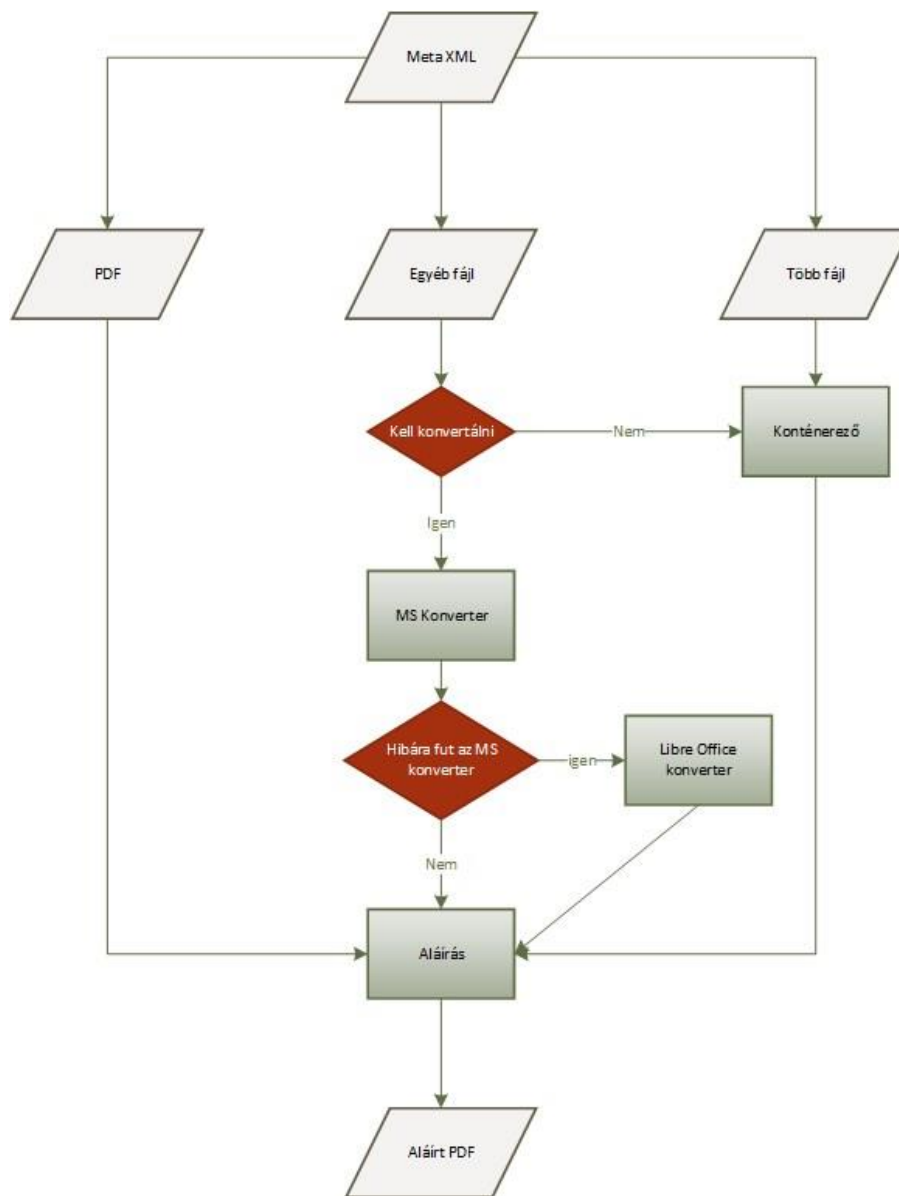 Meta XML
PDF
Egyéb fájl
Több fájl
Kell konvertálni
Nem
Konténerező
Igen
MS Konverter
Hibára fut az MS
konverter
igen
Libre Office
konverter
Nem
Aláírás
Aláírt PDF